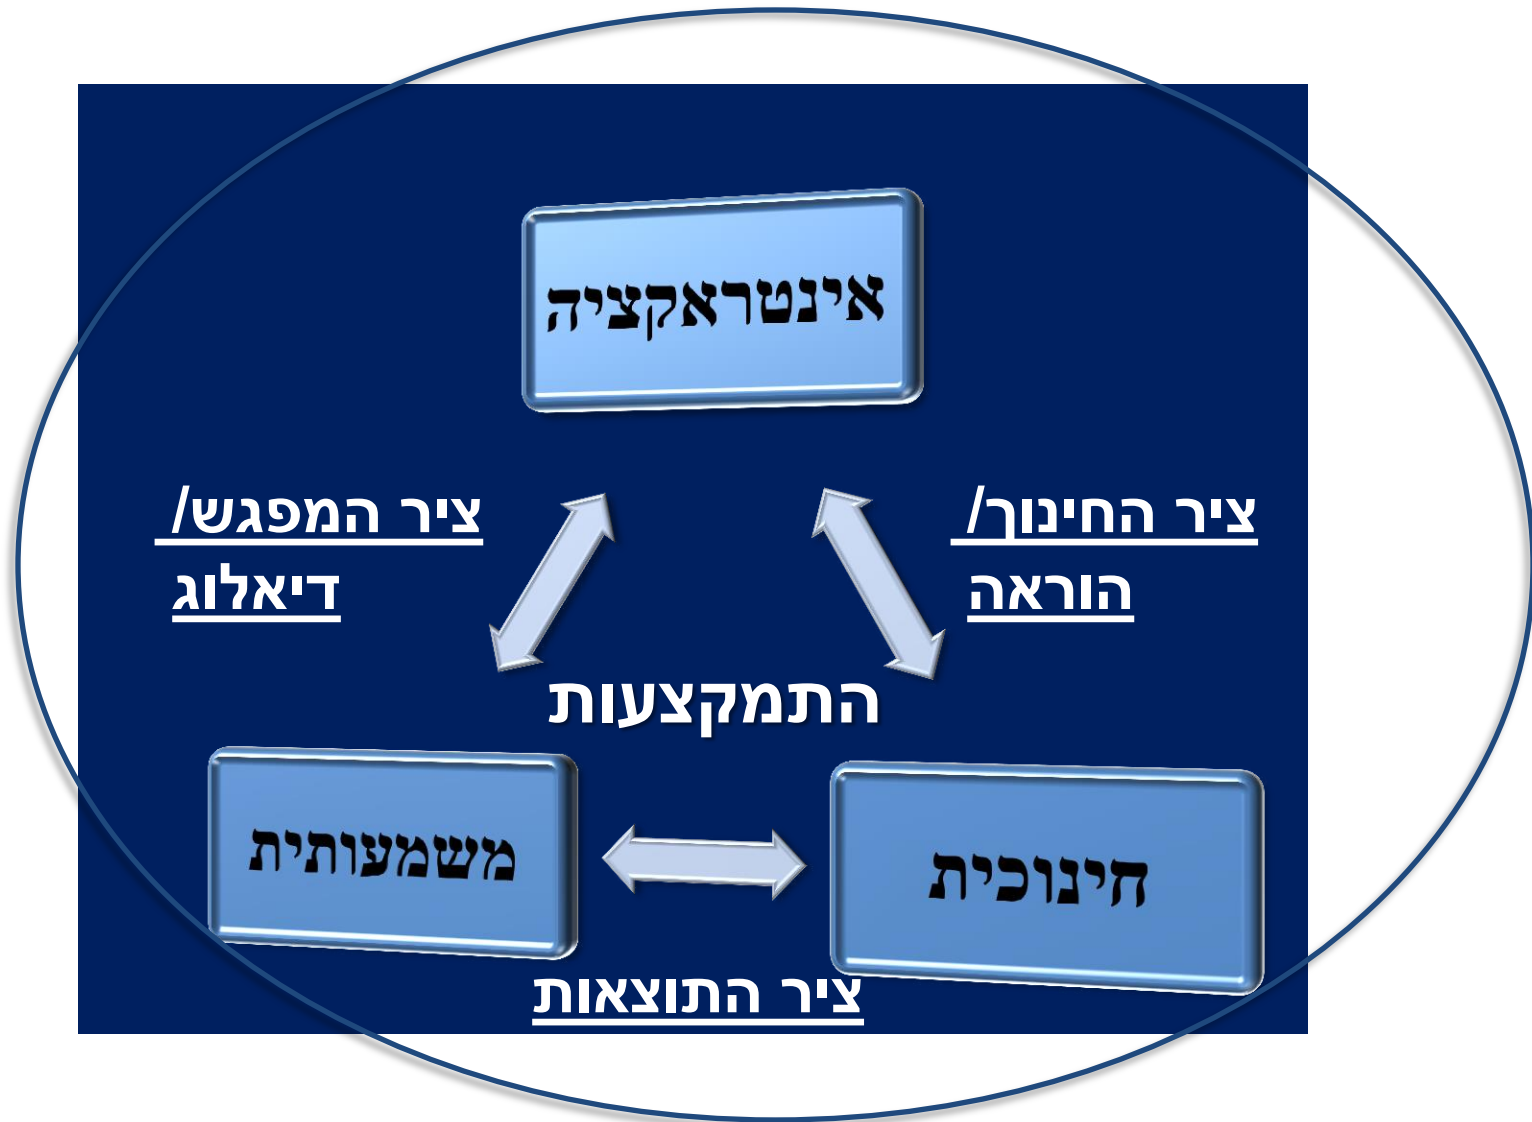 אינטראקציה
ציר החינוך/
הוראה
ציר המפגש/
דיאלוג
התמקצעות
חינוכית
משמעותית
ציר התוצאות